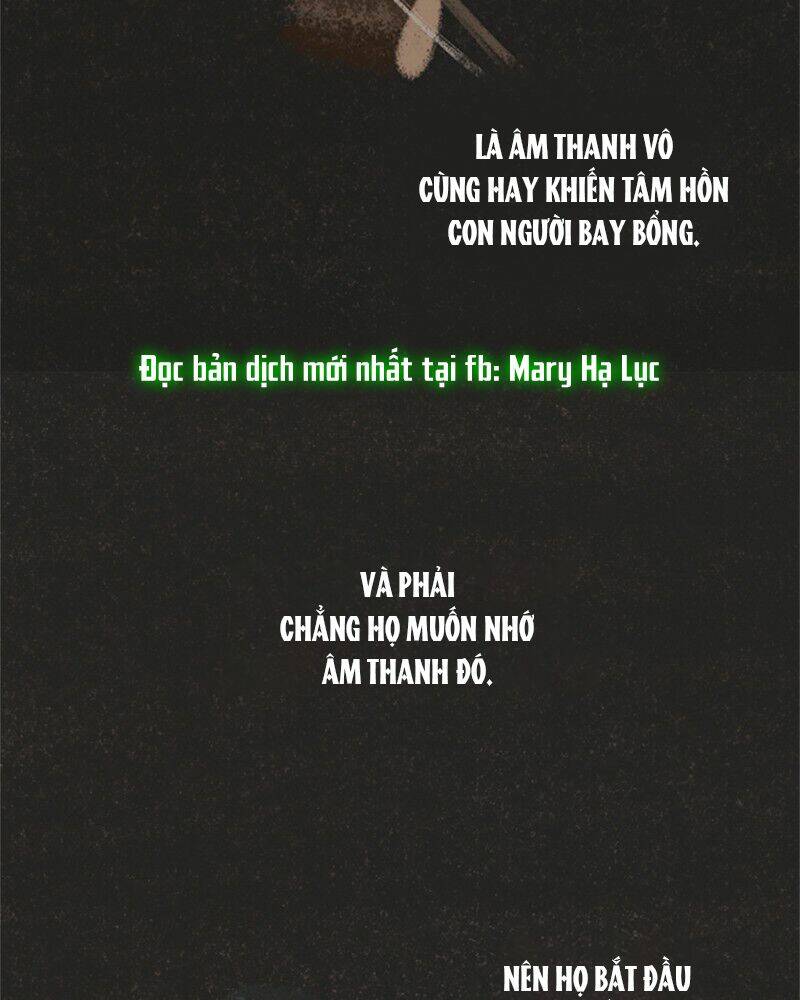 LÀ ÂM THANH VÔ
CÙNG HAY KHIẾN TÂM HỒN
CON NGƯỜI BAY BỔNG.
Đọc bản dịch mới nhất tại fb: Mary Hạ Lục
VÀ PHẢI
CHẲNG HỌ MUỐN NHỚ
ÂM THANH ĐÓ.
NÊN HỌ BẮT ĐẦU